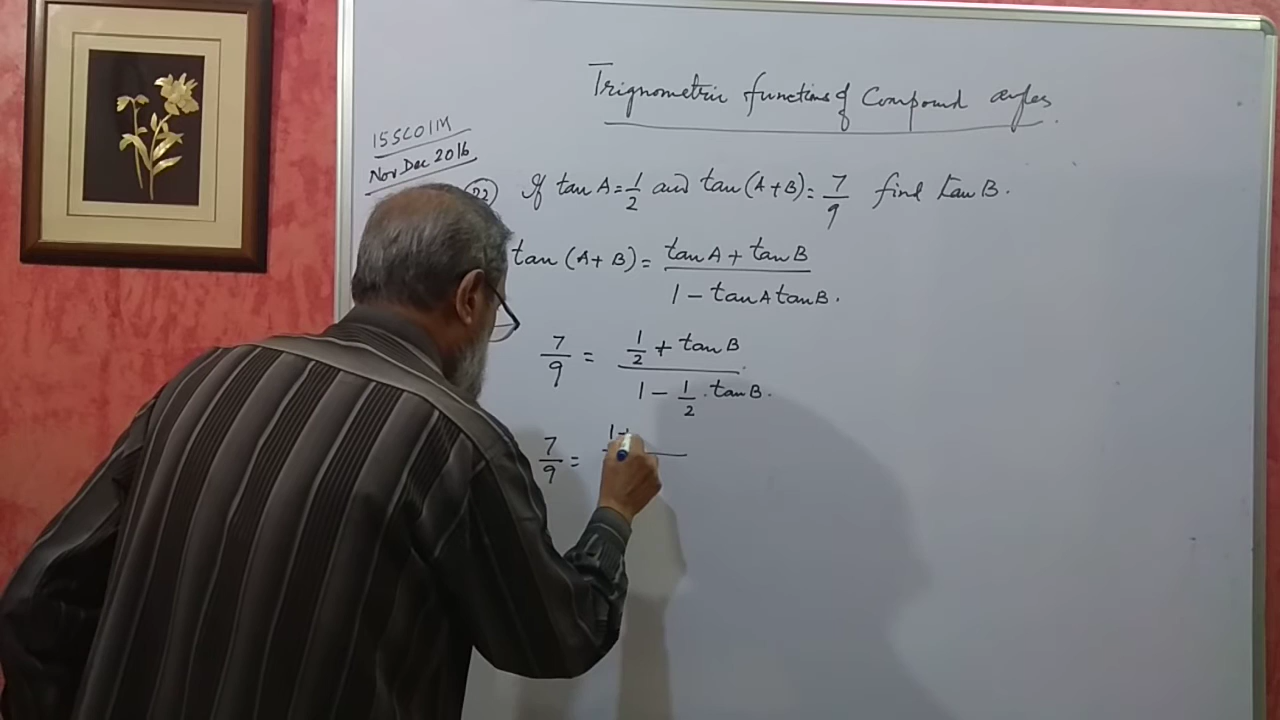 Trignometric functions of Compound angles.
15SC01M
Nov Dec 2016
If tan A = 1/2 and tan (A+B) = 7/9 find tan B.
tan (A+B) = tan A + tan B / 1 - tan A tan B.
7/9 = 1/2 + tan B / 1 - 1/2 . tan B.
7/9 = 1